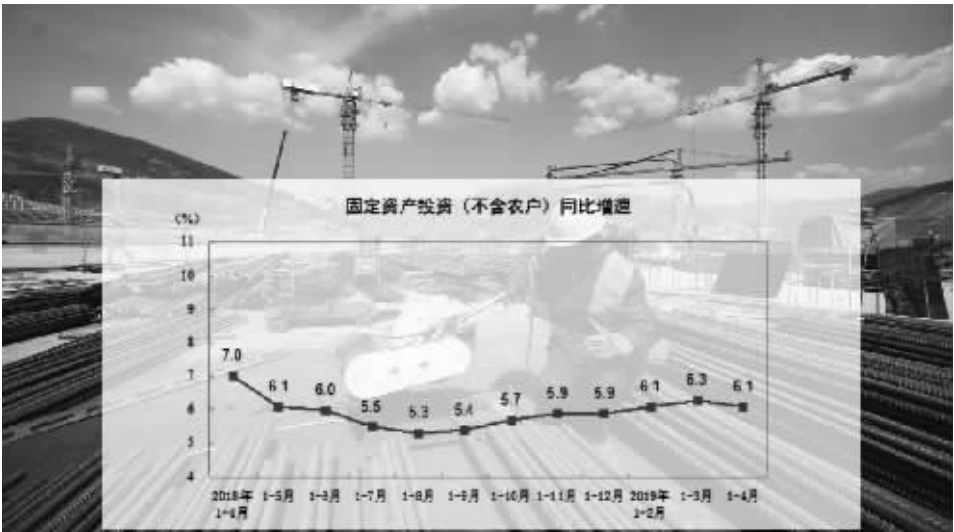 固定资产投资（不含农户）同比增速
(%)
11
10
9
8
7
6
5
4
7.0
6.1
6.0
5.5
5.3
5.4
5.7
5.9
5.9
6.1
6.3
6.1
2018年
1-4月
1-5月
1-6月
1-7月
1-8月
1-9月
1-10月
1-11月
1-12月
2019年
1-2月
1-3月
1-4月